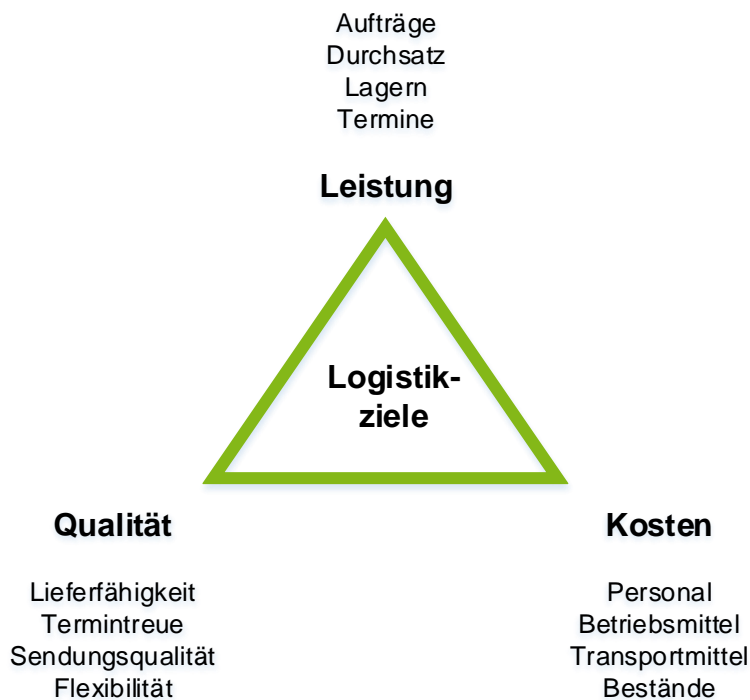 Aufträge
Durchsatz
Lagern
Termine
Leistung
Logistik-
ziele
Qualität
Lieferfähigkeit
Termintreue
Sendungsqualität
Flexibilität
Kosten
Personal
Betriebsmittel
Transportmittel
Bestände